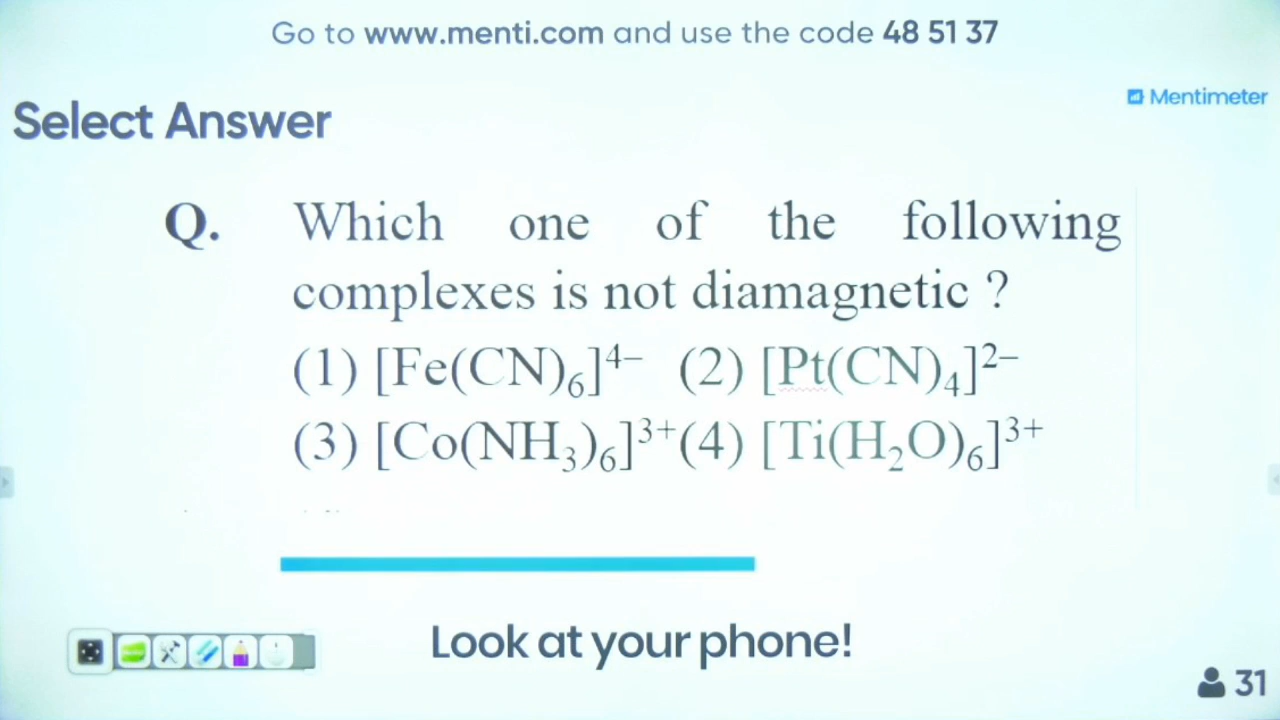 Go to www.menti.com and use the code 48 51 37
Mentimeter
Select Answer
Q. Which one of the following
complexes is not diamagnetic ?
(1) [Fe(CN)₆]⁴⁻ (2) [Pt(CN)₄]²⁻
(3) [Co(NH₃)₆]³⁺(4) [Ti(H₂O)₆]³⁺
Look at your phone!
31